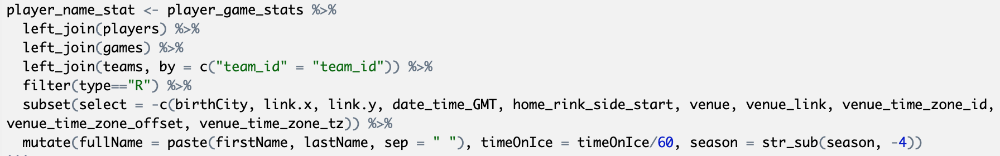 player_name_stat <- player_game_stats %>%
  left_join(players) %>%
  left_join(games) %>%
  left_join(teams, by = c("team_id" = "team_id")) %>%
  filter(type=="R") %>%
  subset(select = -c(birthCity, link.x, link.y, date_time_GMT, home_rink_side_start, venue, venue_link, venue_time_zone_id,
venue_time_zone_offset, venue_time_zone_tz)) %>%
  mutate(fullName = paste(firstName, lastName, sep = " "), timeOnIce = timeOnIce/60, season = str_sub(season, -4))